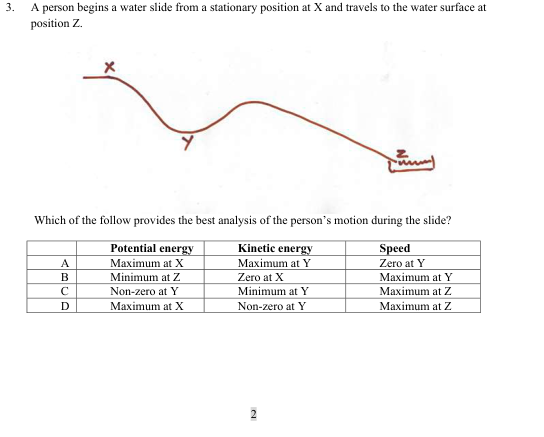 3. A person begins a water slide from a stationary position at X and travels to the water surface at
position Z.
X
Y
Z
Which of the follow provides the best analysis of the person's motion during the slide?
Potential energy Kinetic energy Speed
A Maximum at X Maximum at Y Zero at Y
B Minimum at Z Zero at X Maximum at Y
C Non-zero at Y Minimum at Y Maximum at Z
D Maximum at X Non-zero at Y Maximum at Z
2